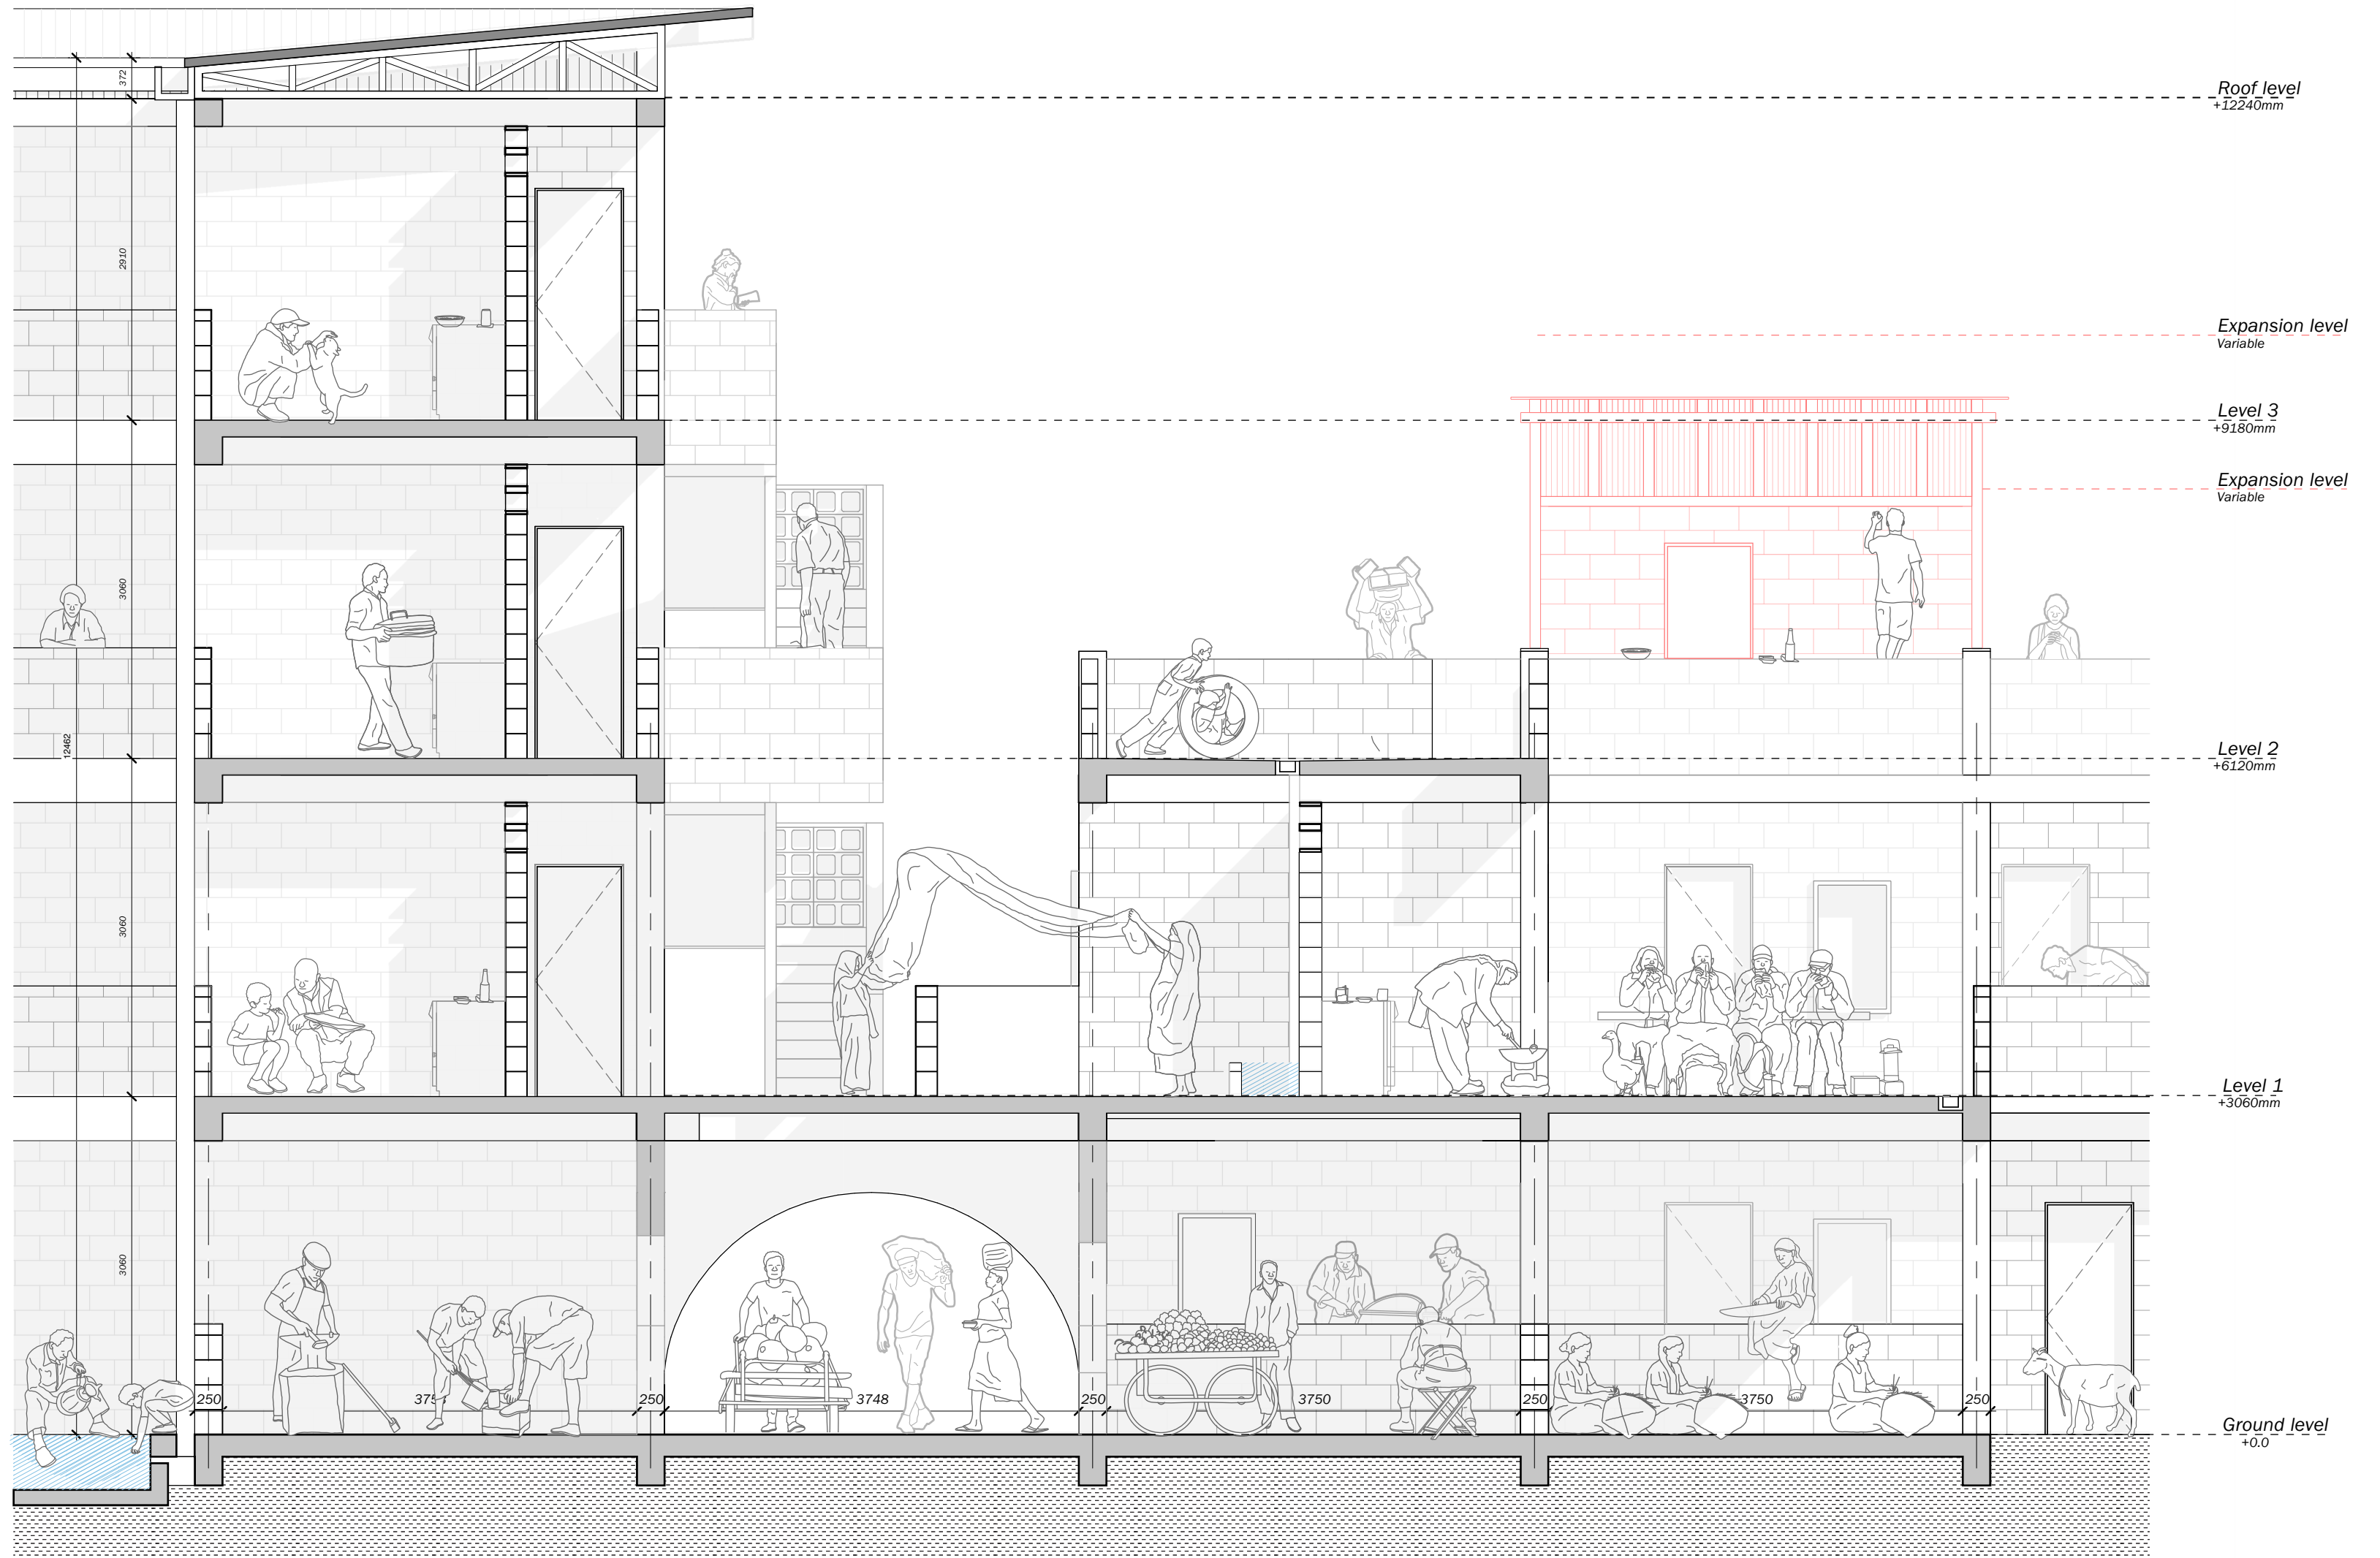 Roof level
+12240mm
Expansion level
Variable
Level 3
+9180mm
Expansion level
Variable
Level 2
+6120mm
Level 1
+3060mm
Ground level
+0.0
372
2910
3060
12462
3060
3060
250
250
3748
250
3750
250
3750
250